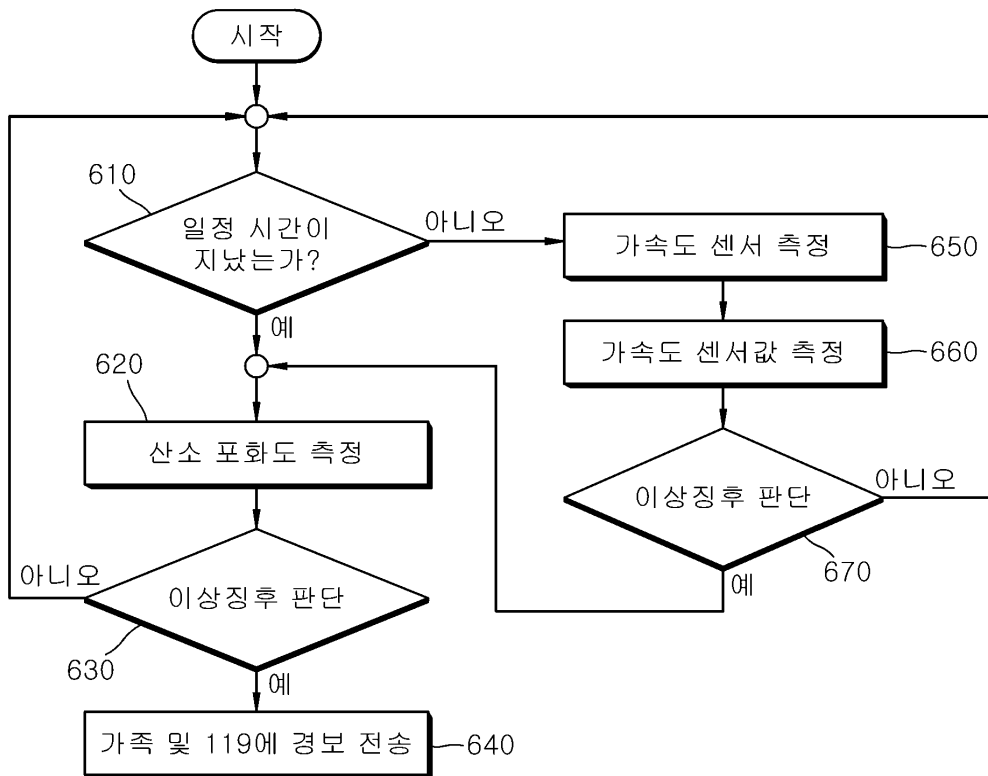 시작
610
일정 시간이
지났는가?
아니오
가속도 센서 측정
650
예
가속도 센서값 측정
660
620
산소 포화도 측정
이상징후 판단
아니오
670
예
아니오
이상징후 판단
630
예
가족 및 119에 경보 전송
640